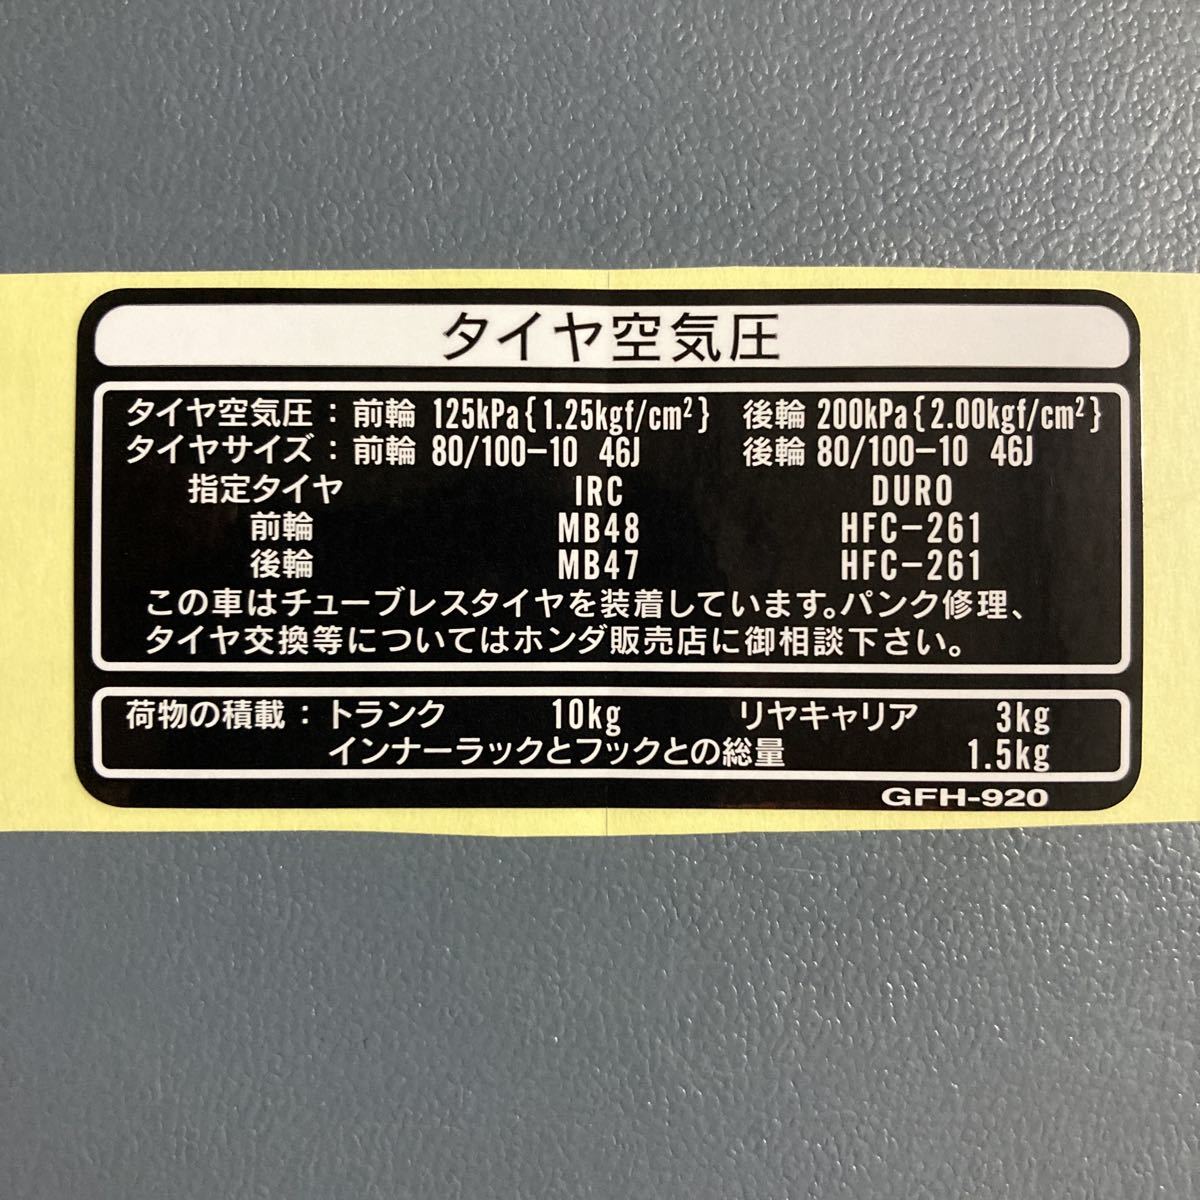 タイヤ空気圧
タイヤ空気圧：前輪 125kPa{1.25kgf/cm²} 後輪 200kPa{2.00kgf/cm²}
タイヤサイズ：前輪 80/100-10 46J 後輪 80/100-10 46J
指定タイヤ IRC DURO
前輪 MB48 HFC-261
後輪 MB47 HFC-261
この車はチューブレスタイヤを装着しています。パンク修理、
タイヤ交換等についてはホンダ販売店に御相談下さい。
荷物の積載：トランク 10kg リヤキャリア 3kg
インナーラックとフックとの総量 1.5kg
GFH-920